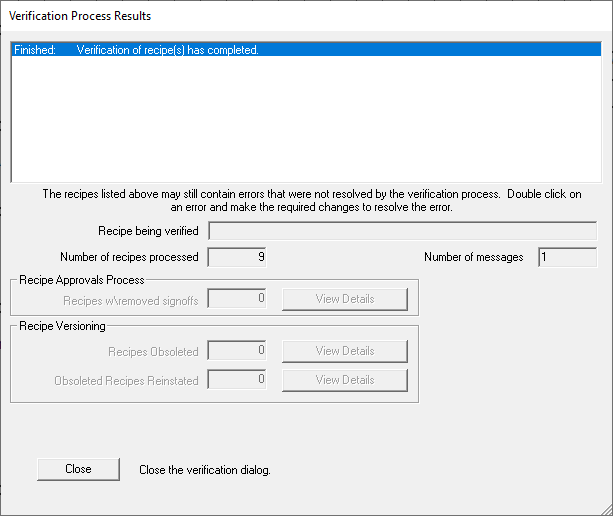 Verification Process Results
Finished: Verification of recipe(s) has completed.
The recipes listed above may still contain errors that were not resolved by the verification process. Double click on
an error and make the required changes to resolve the error.
Recipe being verified
Number of recipes processed 9 Number of messages 1
Recipe Approvals Process
Recipes w\removed signoffs 0 View Details
Recipe Versioning
Recipes Obsoleted 0 View Details
Obsoleted Recipes Reinstated 0 View Details
Close Close the verification dialog.